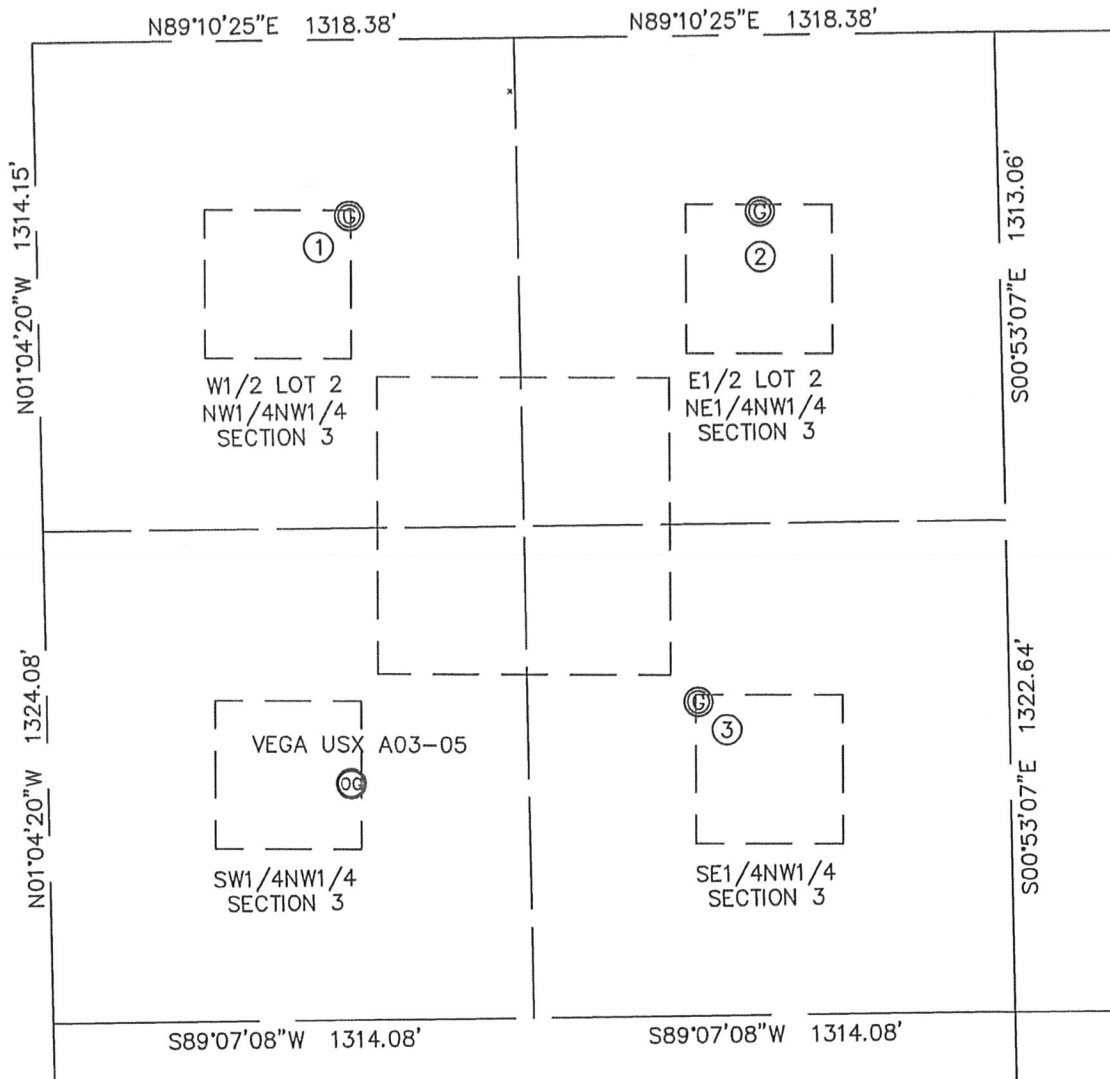 N89°10'25"E 1318.38'
N89°10'25"E 1318.38'
N01°04'20"W 1314.15'
S00°53'07"E 1313.06'
G
1
G
2
W1/2 LOT 2
NW1/4NW1/4
SECTION 3
E1/2 LOT 2
NE1/4NW1/4
SECTION 3
N01°04'20"W 1324.08'
S00°53'07"E 1322.64'
G
3
VEGA USX A03-05
OG
SW1/4NW1/4
SECTION 3
SE1/4NW1/4
SECTION 3
S89°07'08"W 1314.08'
S89°07'08"W 1314.08'